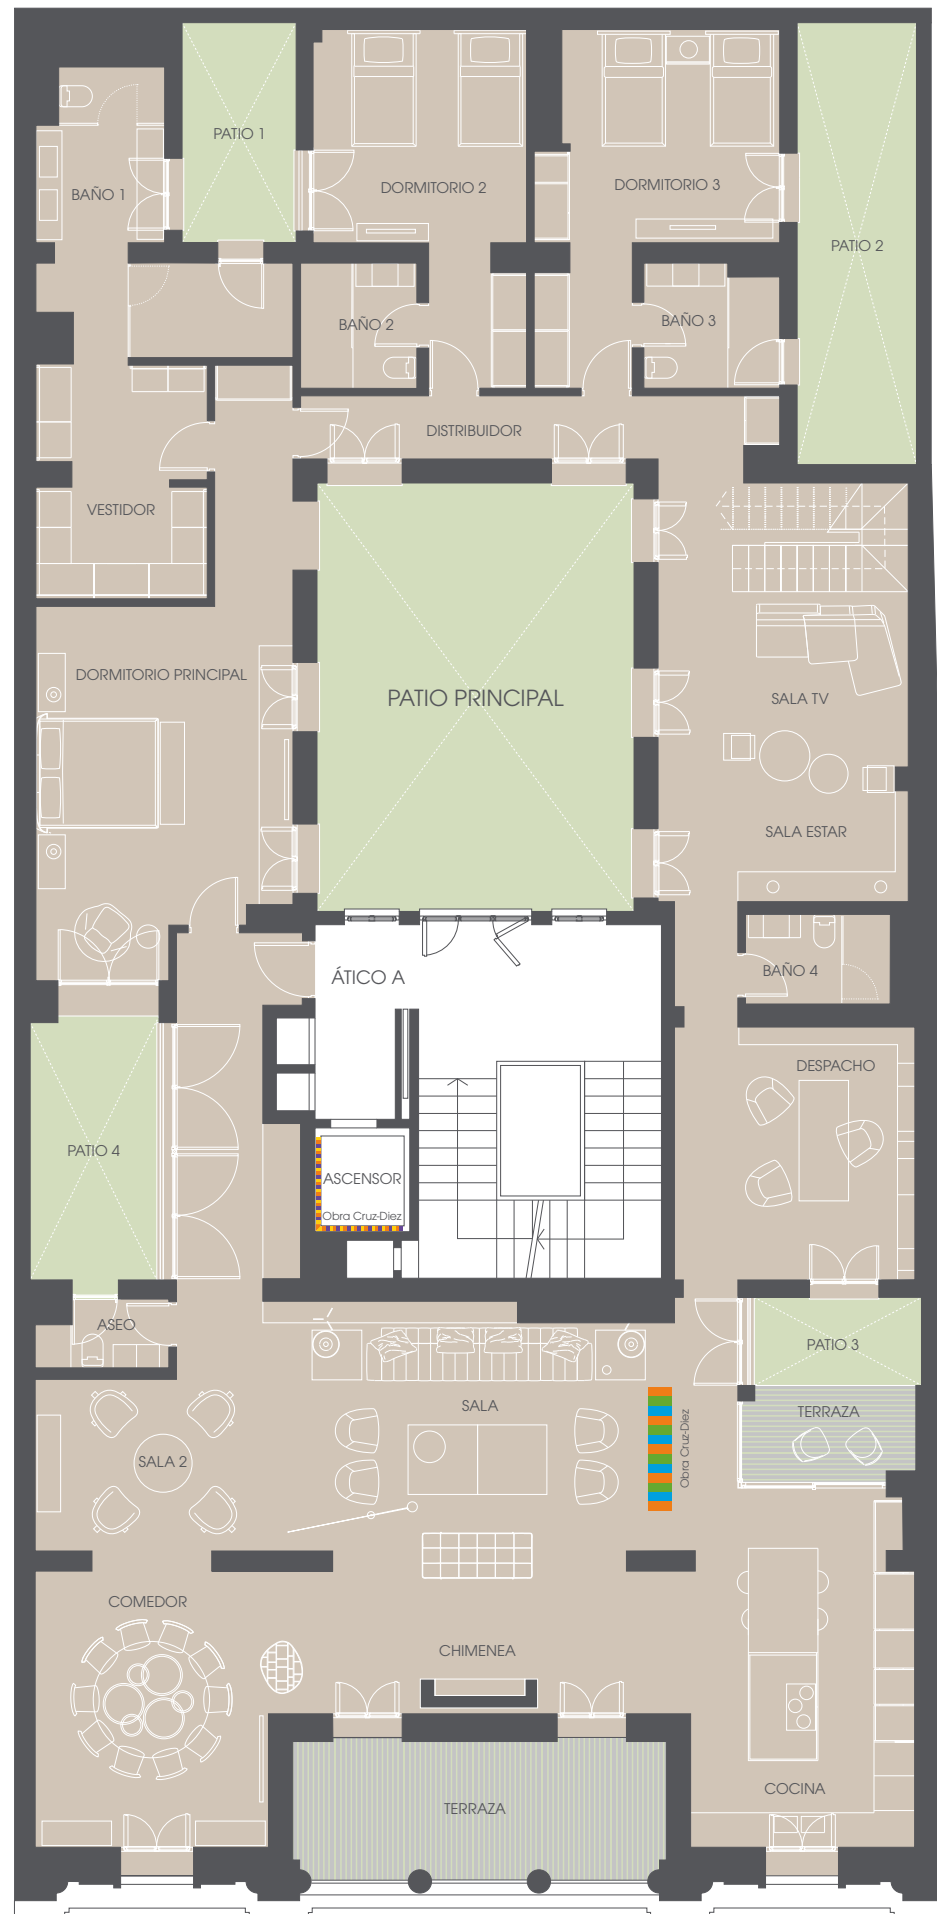 PATIO 1
BAÑO 1
DORMITORIO 2
DORMITORIO 3
PATIO 2
BAÑO 2
BAÑO 3
DISTRIBUIDOR
VESTIDOR
DORMITORIO PRINCIPAL
PATIO PRINCIPAL
SALA TV
SALA ESTAR
ÁTICO A
BAÑO 4
DESPACHO
PATIO 4
ASCENSOR
Obra Cruz-Diez
ASEO
PATIO 3
SALA
TERRAZA
Obra Cruz-Diez
SALA 2
COMEDOR
CHIMENEA
COCINA
TERRAZA